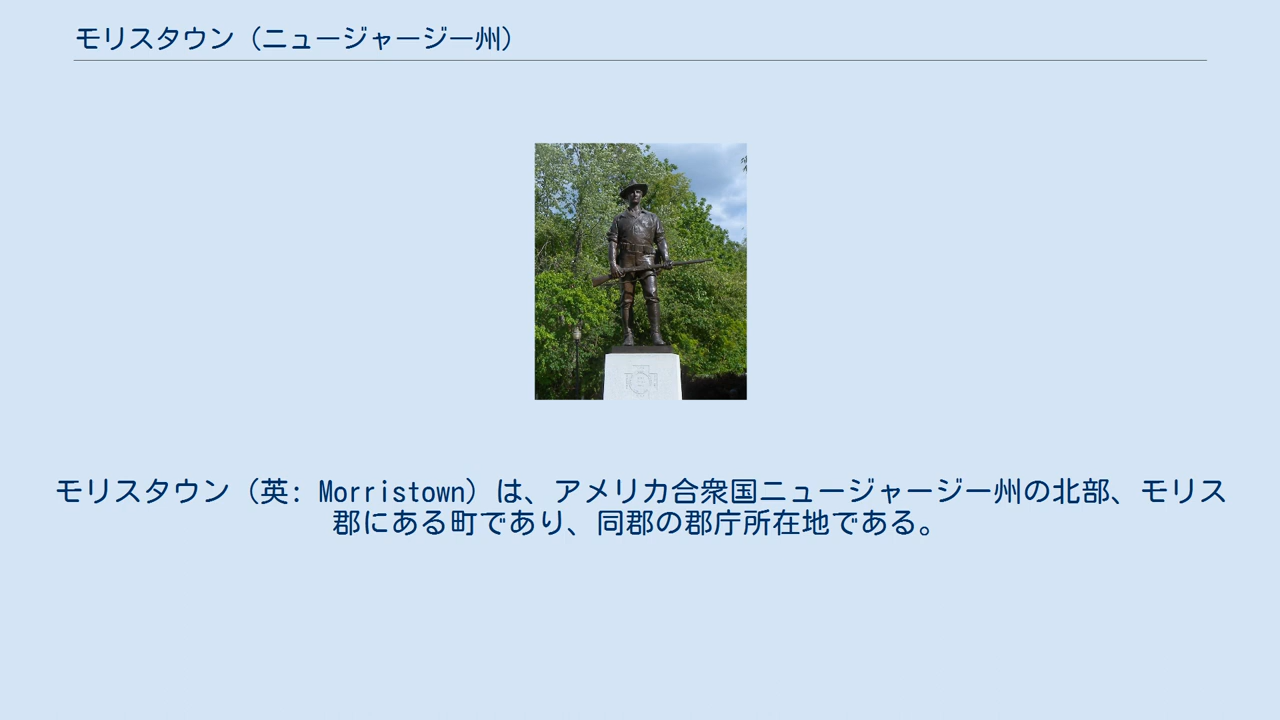 モリスタウン（ニュージャージー州）
モリスタウン（英: Morristown）は、アメリカ合衆国ニュージャージー州の北部、モリス
郡にある町であり、同郡の郡庁所在地である。